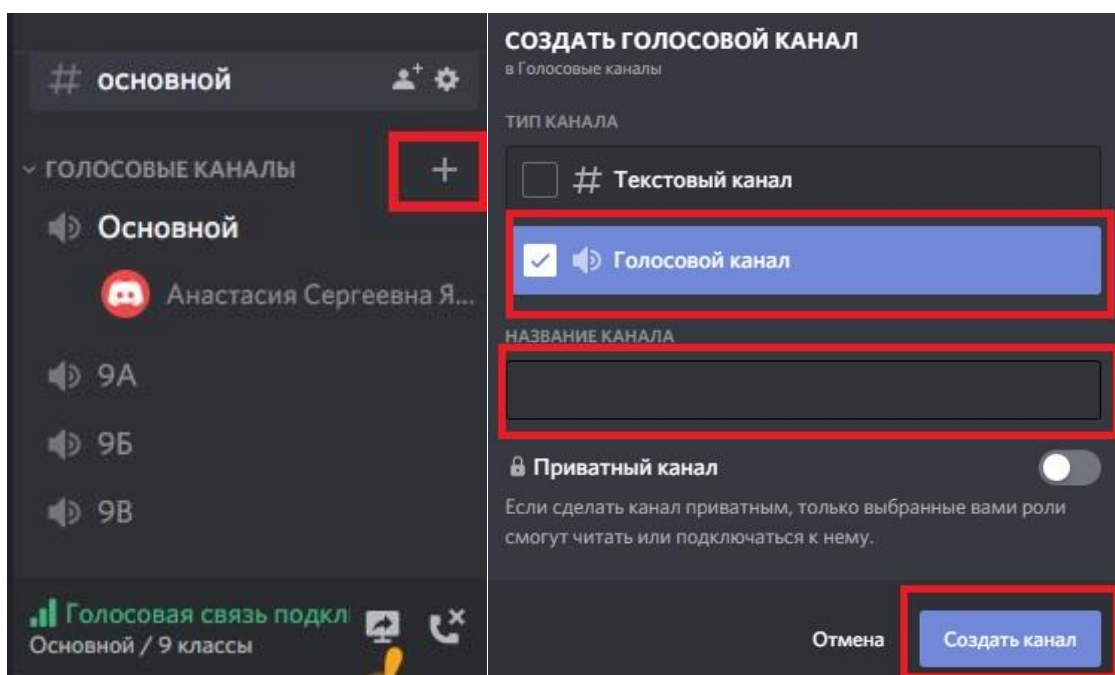 # основной
ГОЛОСОВЫЕ КАНАЛЫ +
Основной
Анастасия Сергеевна Я...
9А
9Б
9В
Голосовая связь подкл
Основной / 9 классы
СОЗДАТЬ ГОЛОСОВОЙ КАНАЛ
в Голосовые каналы
ТИП КАНАЛА
# Текстовый канал
Голосовой канал
НАЗВАНИЕ КАНАЛА
Приватный канал
Если сделать канал приватным, только выбранные вами роли
смогут читать или подключаться к нему.
Отмена Создать канал